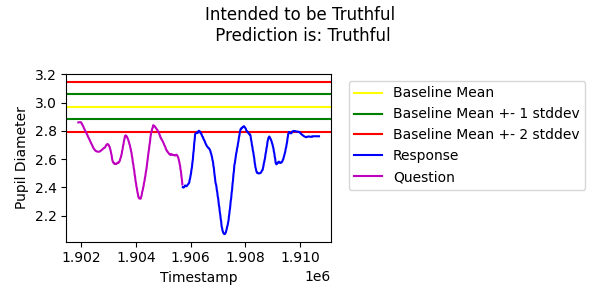 Intended to be Truthful
Prediction is: Truthful
3.2
3.0
2.8
2.6
2.4
2.2
Pupil Diameter
1.902
1.904
1.906
1.908
1.910
1e6
Timestamp
Baseline Mean
Baseline Mean +- 1 stddev
Baseline Mean +- 2 stddev
Response
Question